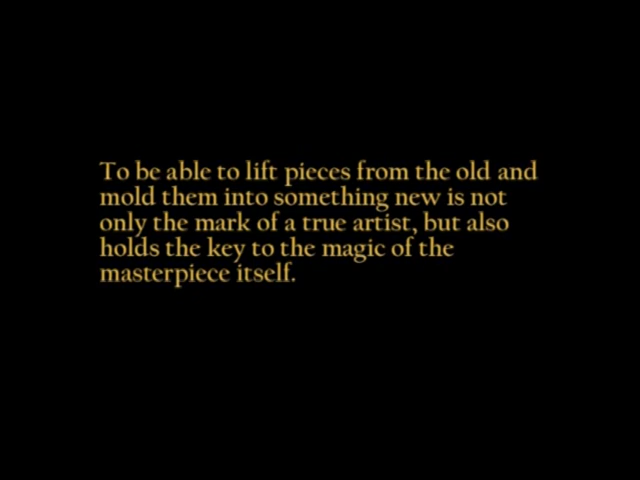 To be able to lift pieces from the old and
mold them into something new is not
only the mark of a true artist, but also
holds the key to the magic of the
masterpiece itself.